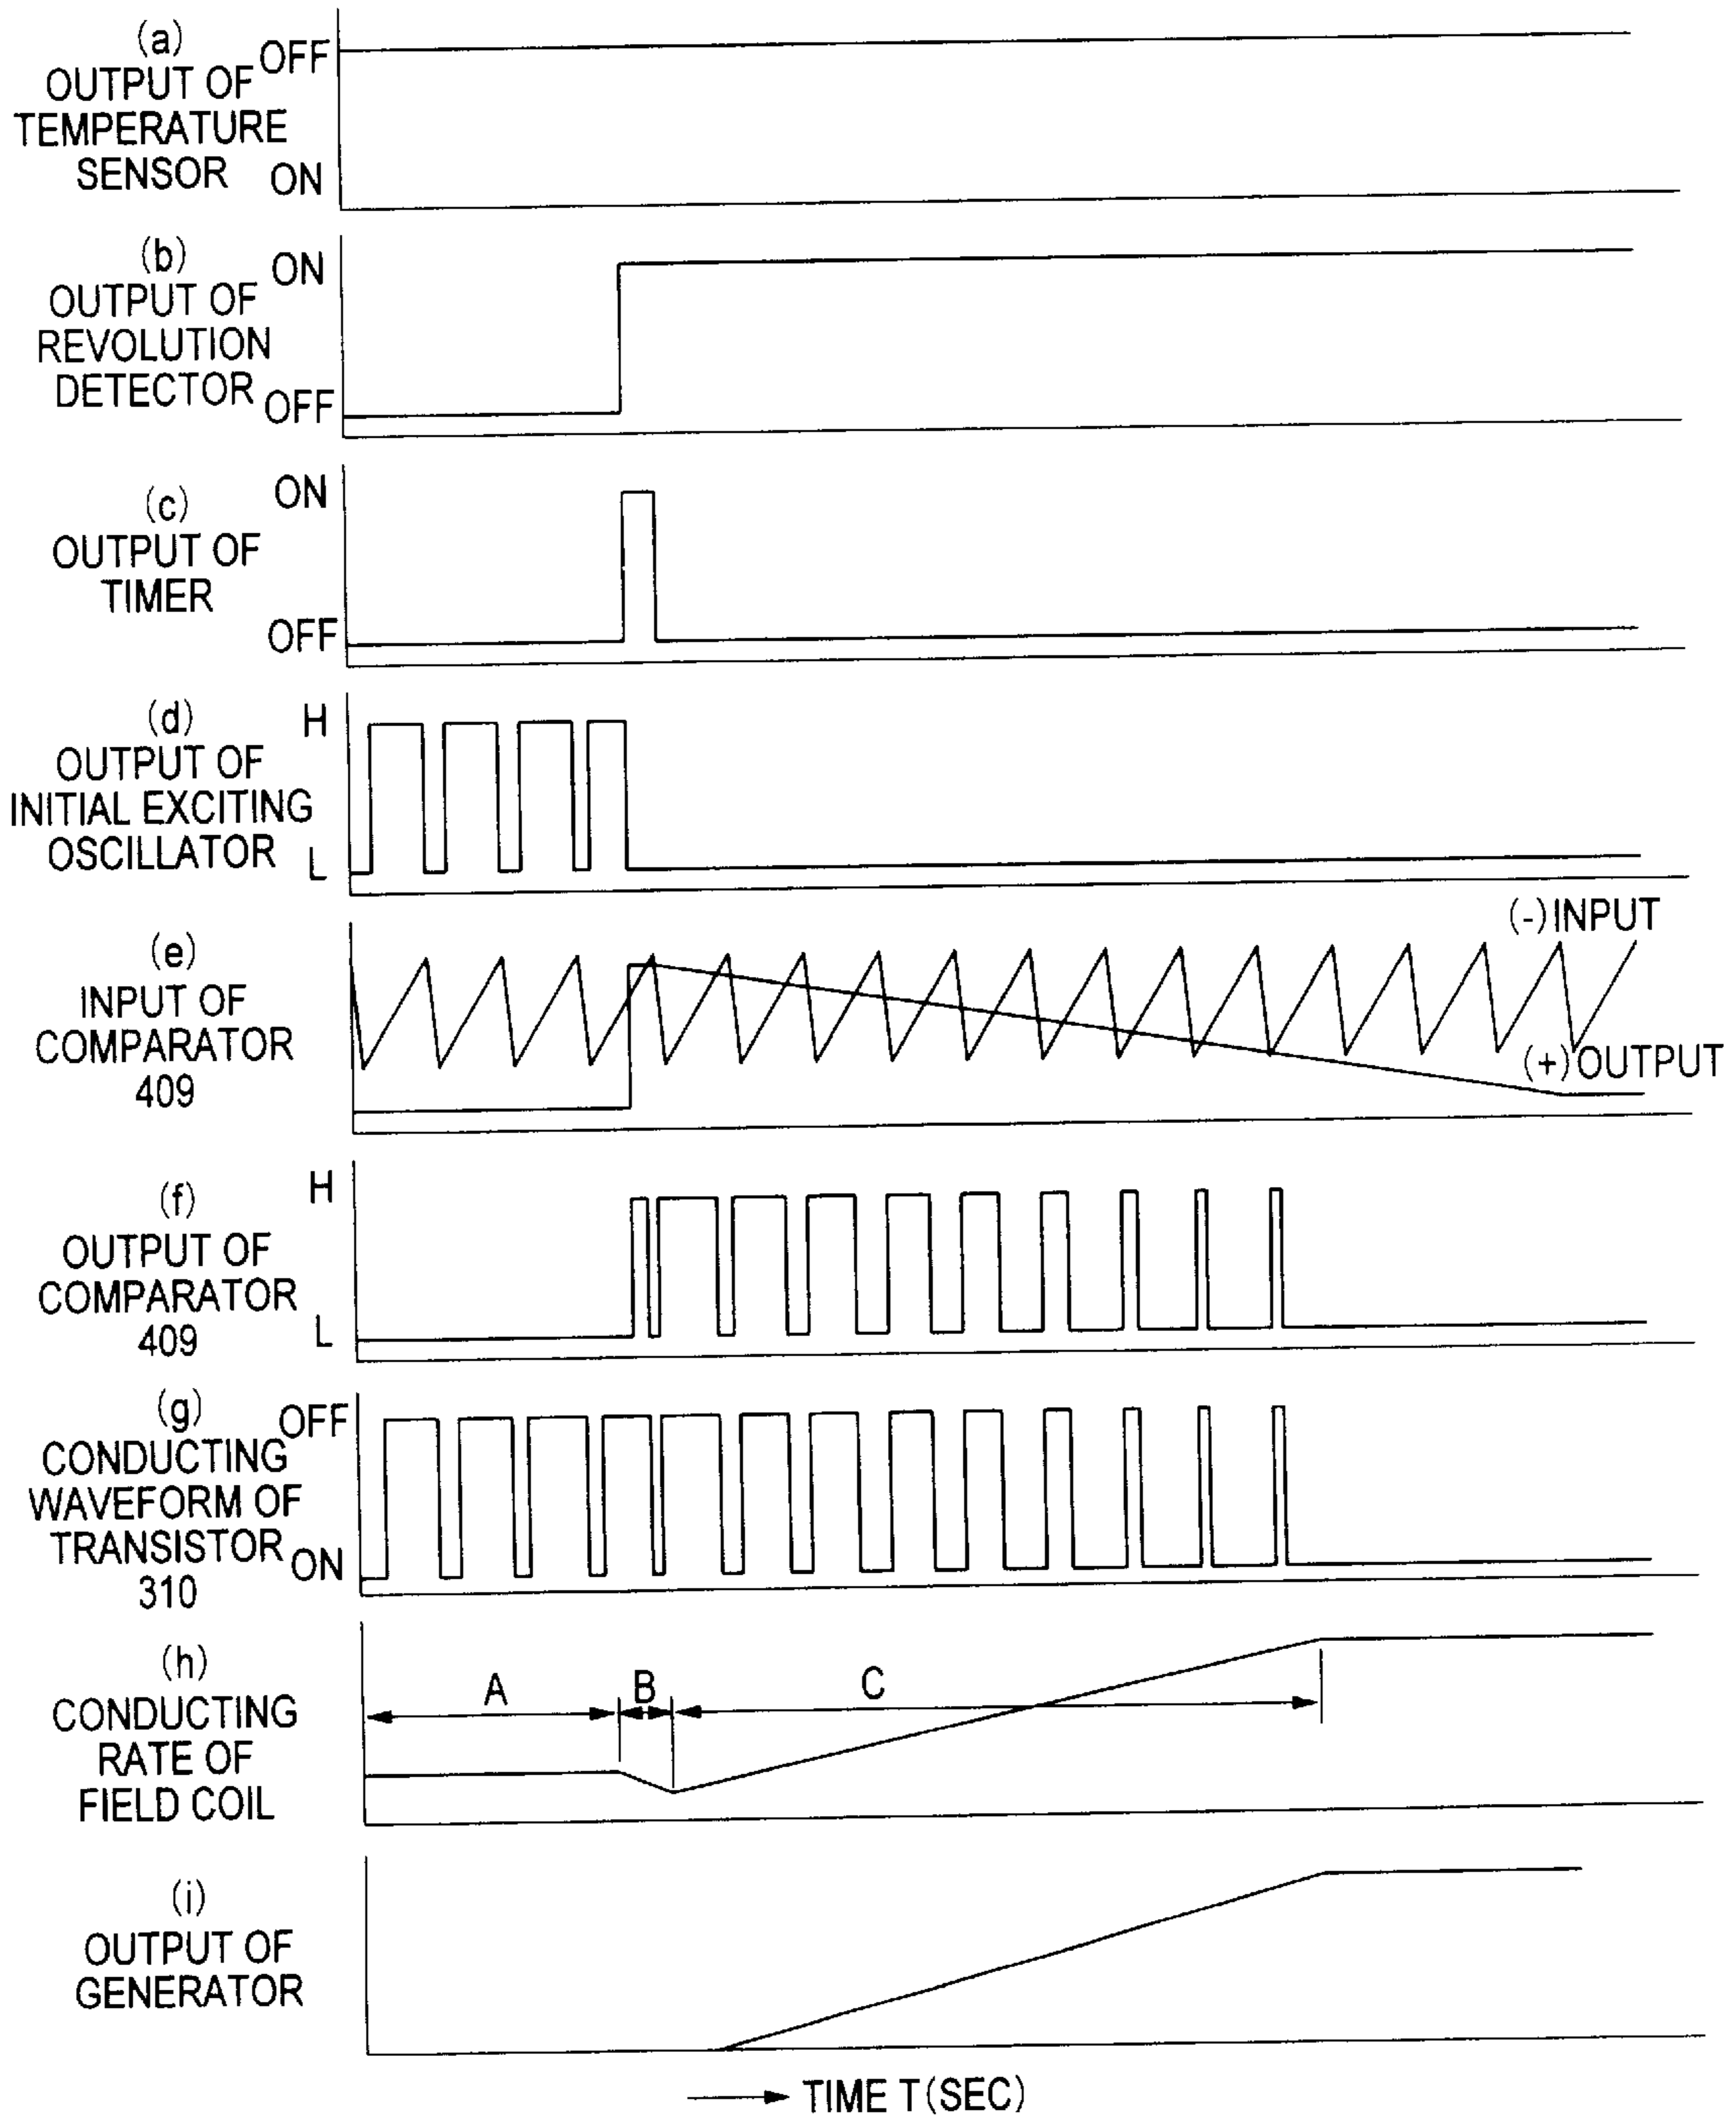 (a)
OFF
OUTPUT OF
TEMPERATURE
SENSOR
ON
(b)
ON
OUTPUT OF
REVOLUTION
DETECTOR
OFF
(c)
ON
OUTPUT OF
TIMER
OFF
(d)
H
OUTPUT OF
INITIAL EXCITING
OSCILLATOR
L
(e)
(-) INPUT
INPUT OF
COMPARATOR
409
(+) OUTPUT
(f)
H
OUTPUT OF
COMPARATOR
409
L
(g)
OFF
CONDUCTING
WAVEFORM OF
TRANSISTOR
310
ON
(h)
A
B
C
CONDUCTING
RATE OF
FIELD COIL
(i)
OUTPUT OF
GENERATOR
TIME T(SEC)